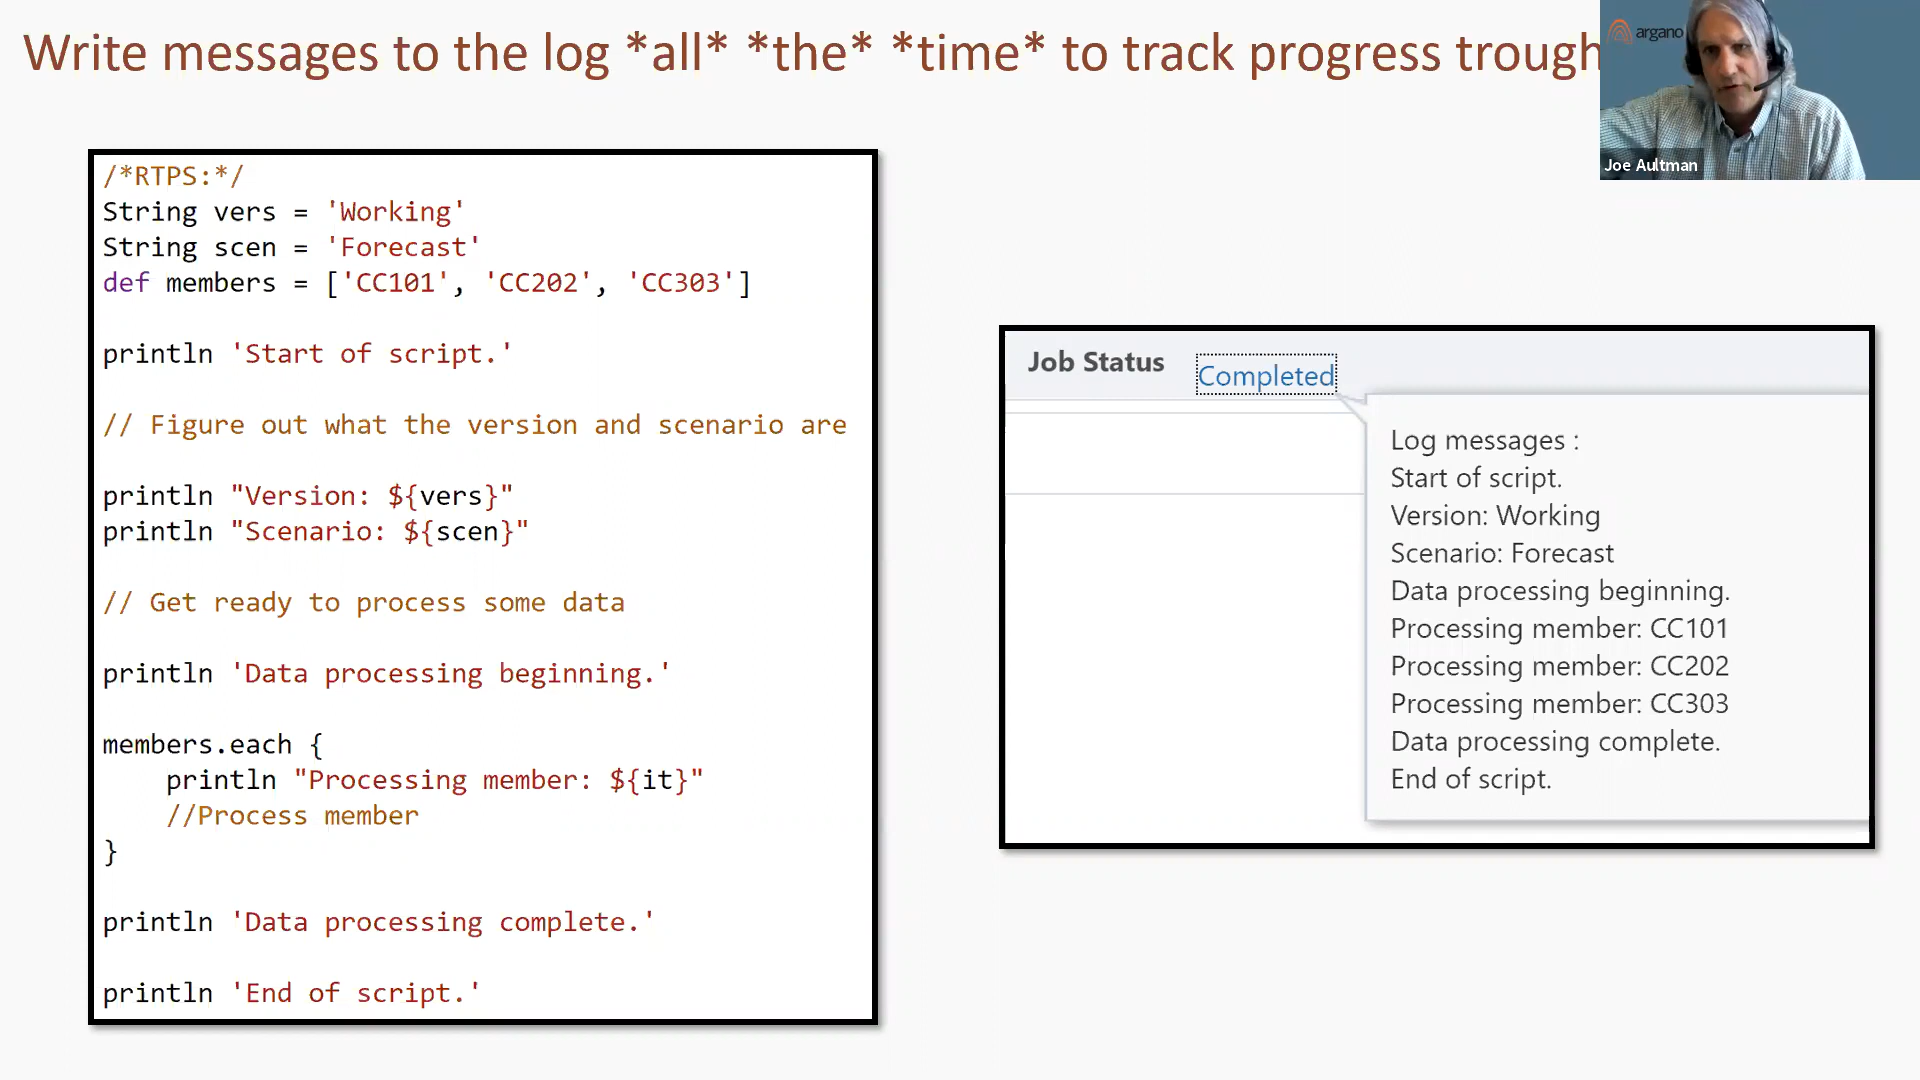 Write messages to the log *all* *the* *time* to track progress trough
argano
Joe Aultman
/*RTPS:*/
String vers = 'Working'
String scen = 'Forecast'
def members = ['CC101', 'CC202', 'CC303']
println 'Start of script.'
// Figure out what the version and scenario are
println "Version: ${vers}"
println "Scenario: ${scen}"
// Get ready to process some data
println 'Data processing beginning.'
members.each {
    println "Processing member: ${it}"
    //Process member
}
println 'Data processing complete.'
println 'End of script.'
Job Status Completed
Log messages :
Start of script.
Version: Working
Scenario: Forecast
Data processing beginning.
Processing member: CC101
Processing member: CC202
Processing member: CC303
Data processing complete.
End of script.